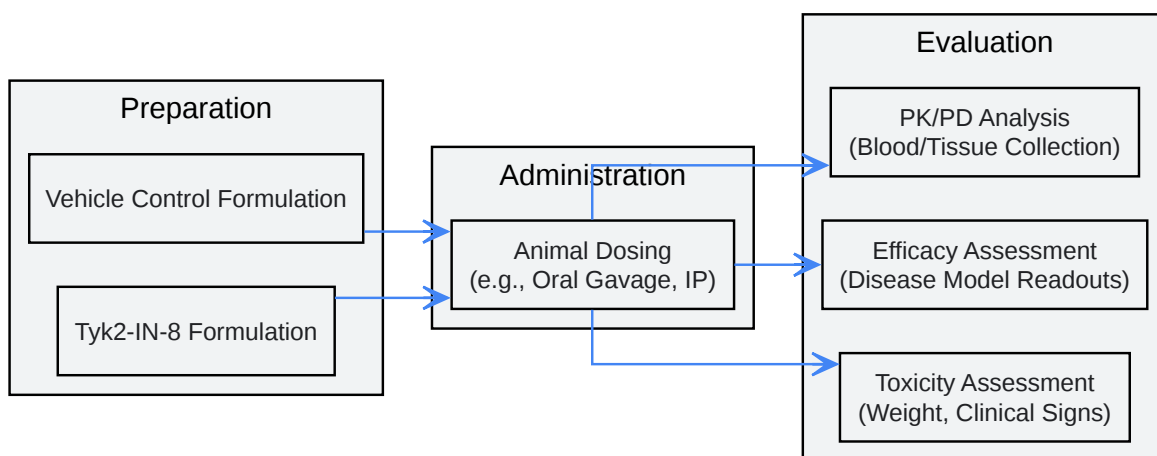 Preparation
Vehicle Control Formulation
Tyk2-IN-8 Formulation
Administration
Animal Dosing
(e.g., Oral Gavage, IP)
Evaluation
PK/PD Analysis
(Blood/Tissue Collection)
Efficacy Assessment
(Disease Model Readouts)
Toxicity Assessment
(Weight, Clinical Signs)